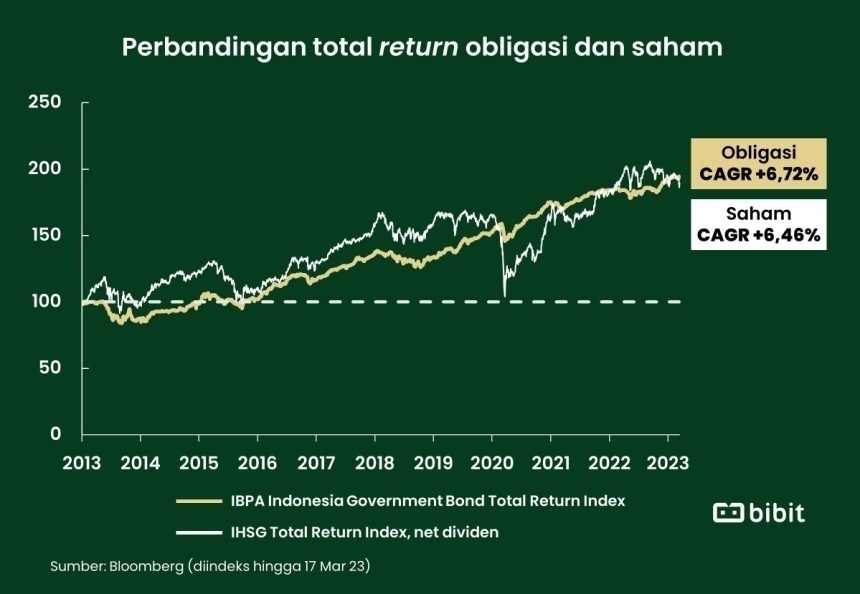 Perbandingan total return obligasi dan saham
250
200
150
100
50
0
Obligasi
CAGR +6,72%
Saham
CAGR +6,46%
2013 2014 2015 2016 2017 2018 2019 2020 2021 2022 2023
IBPA Indonesia Government Bond Total Return Index
IHSG Total Return Index, net dividen
bibit
Sumber: Bloomberg (diindeks hingga 17 Mar 23)